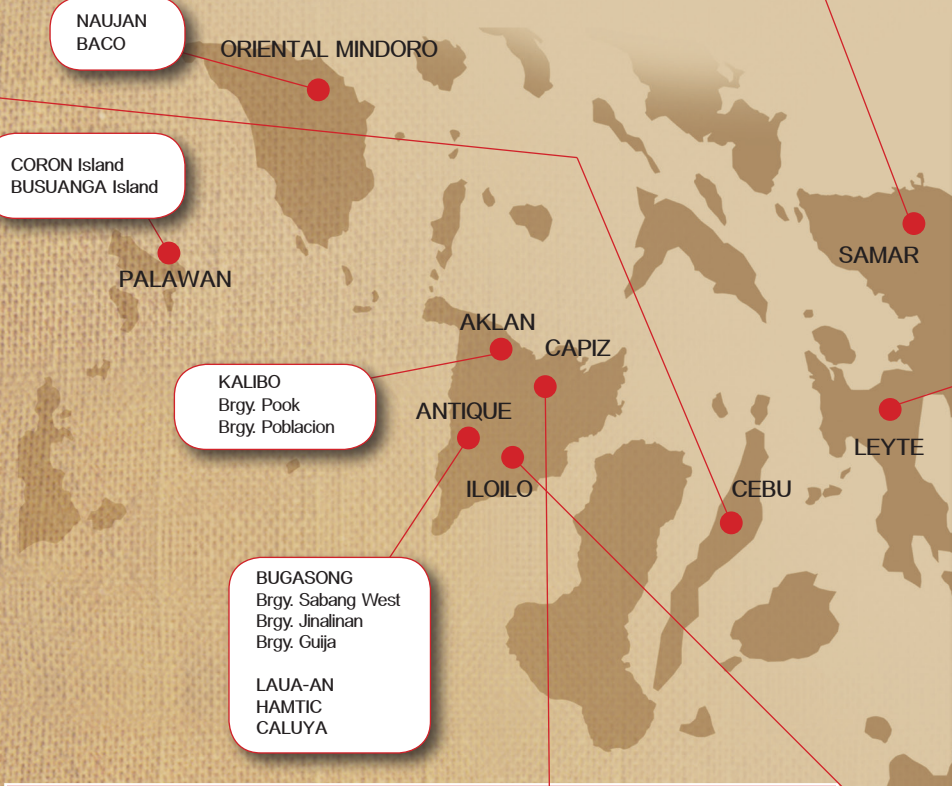 NAUJAN
BACO
ORIENTAL MINDORO
CORON Island
BUSUANGA Island
PALAWAN
SAMAR
AKLAN
CAPIZ
KALIBO
Brgy. Pook
Brgy. Poblacion
ANTIQUE
ILOILO
CEBU
LEYTE
BUGASONG
Brgy. Sabang West
Brgy. Jinalinan
Brgy. Guija
LAUA-AN
HAMTIC
CALUYA